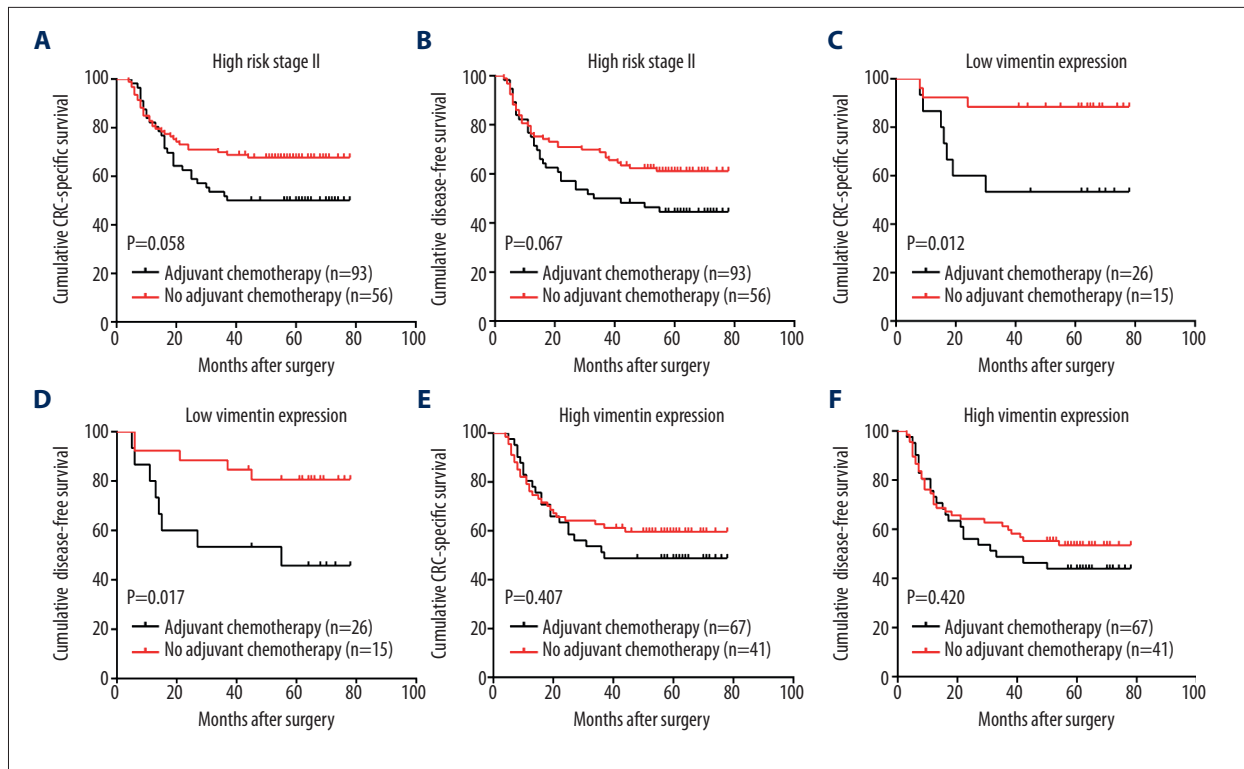 A
High risk stage II
Cumulative CRC-specific survival
100
80
60
40
20
0
P=0.058
Adjuvant chemotherapy (n=93)
No adjuvant chemotherapy (n=56)
0 20 40 60 80 100
Months after surgery
B
High risk stage II
Cumulative disease-free survival
100
80
60
40
20
0
P=0.067
Adjuvant chemotherapy (n=93)
No adjuvant chemotherapy (n=56)
0 20 40 60 80 100
Months after surgery
C
Low vimentin expression
Cumulative CRC-specific survival
100
80
60
40
20
0
P=0.012
Adjuvant chemotherapy (n=26)
No adjuvant chemotherapy (n=15)
0 20 40 60 80 100
Months after surgery
D
Low vimentin expression
Cumulative disease-free survival
100
80
60
40
20
0
P=0.017
Adjuvant chemotherapy (n=26)
No adjuvant chemotherapy (n=15)
0 20 40 60 80 100
Months after surgery
E
High vimentin expression
Cumulative CRC-specific survival
100
80
60
40
20
0
P=0.407
Adjuvant chemotherapy (n=67)
No adjuvant chemotherapy (n=41)
0 20 40 60 80 100
Months after surgery
F
High vimentin expression
Cumulative disease-free survival
100
80
60
40
20
0
P=0.420
Adjuvant chemotherapy (n=67)
No adjuvant chemotherapy (n=41)
0 20 40 60 80 100
Months after surgery